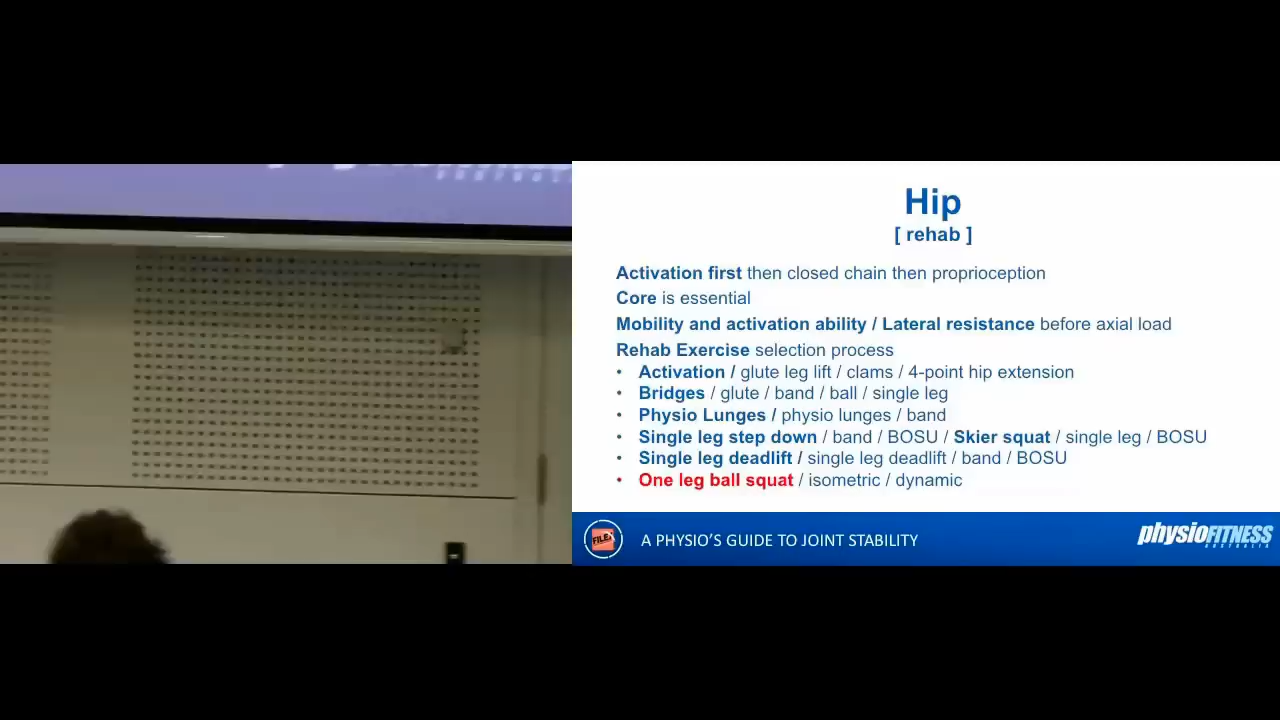 Hip
[ rehab ]
Activation first then closed chain then proprioception
Core is essential
Mobility and activation ability / Lateral resistance before axial load
Rehab Exercise selection process
• Activation / glute leg lift / clams / 4-point hip extension
• Bridges / glute / band / ball / single leg
• Physio Lunges / physio lunges / band
• Single leg step down / band / BOSU / Skier squat / single leg / BOSU
• Single leg deadlift / single leg deadlift / band / BOSU
• One leg ball squat / isometric / dynamic
FILEX
A PHYSIO'S GUIDE TO JOINT STABILITY
physioFITNESS
AUSTRALIA